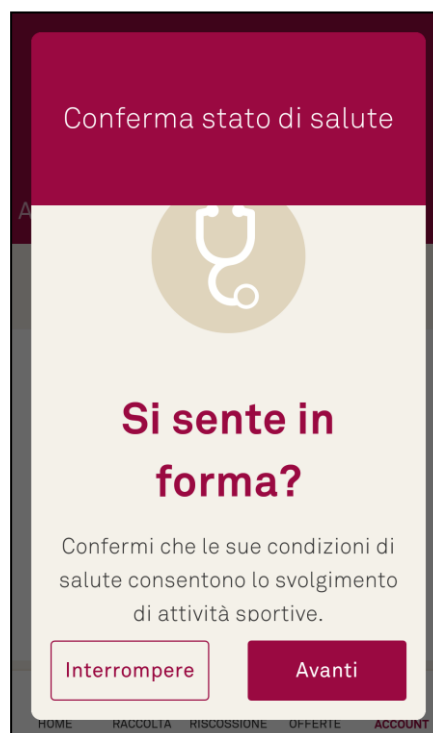 Conferma stato di salute
A
Si sente in
forma?
Confermi che le sue condizioni di
salute consentono lo svolgimento
di attività sportive.
Interrompere
Avanti
HOME RACCOLTA RISCOSSIONE OFFERTE ACCOUNT